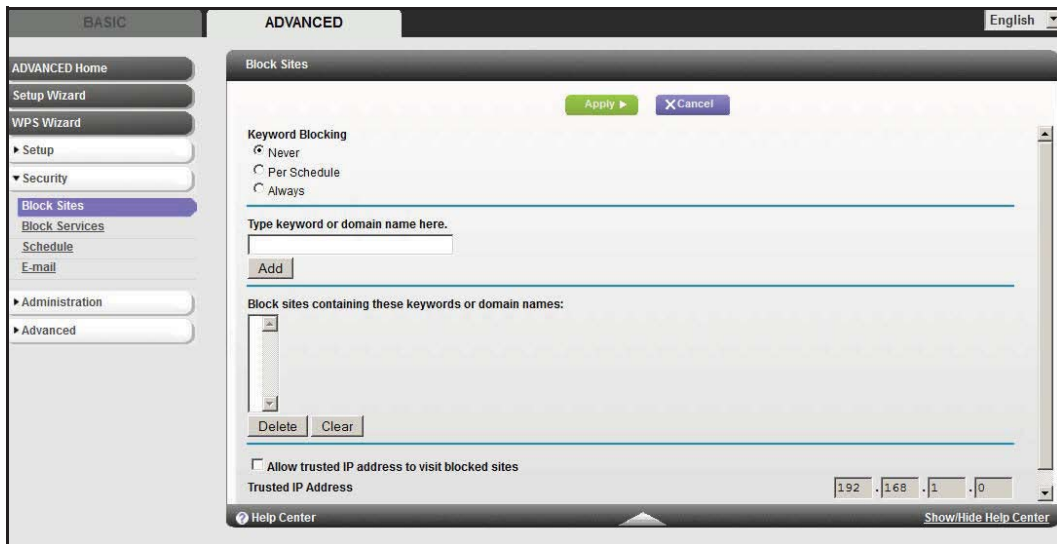 BASIC
ADVANCED
English
ADVANCED Home
Setup Wizard
WPS Wizard
Setup
Security
Block Sites
Block Services
Schedule
E-mail
Administration
Advanced
Block Sites
Apply
Cancel
Keyword Blocking
Never
Per Schedule
Always
Type keyword or domain name here.
Add
Block sites containing these keywords or domain names:
Delete Clear
Allow trusted IP address to visit blocked sites
Trusted IP Address 192 . 168 . 1 . 0
Help Center Show/Hide Help Center